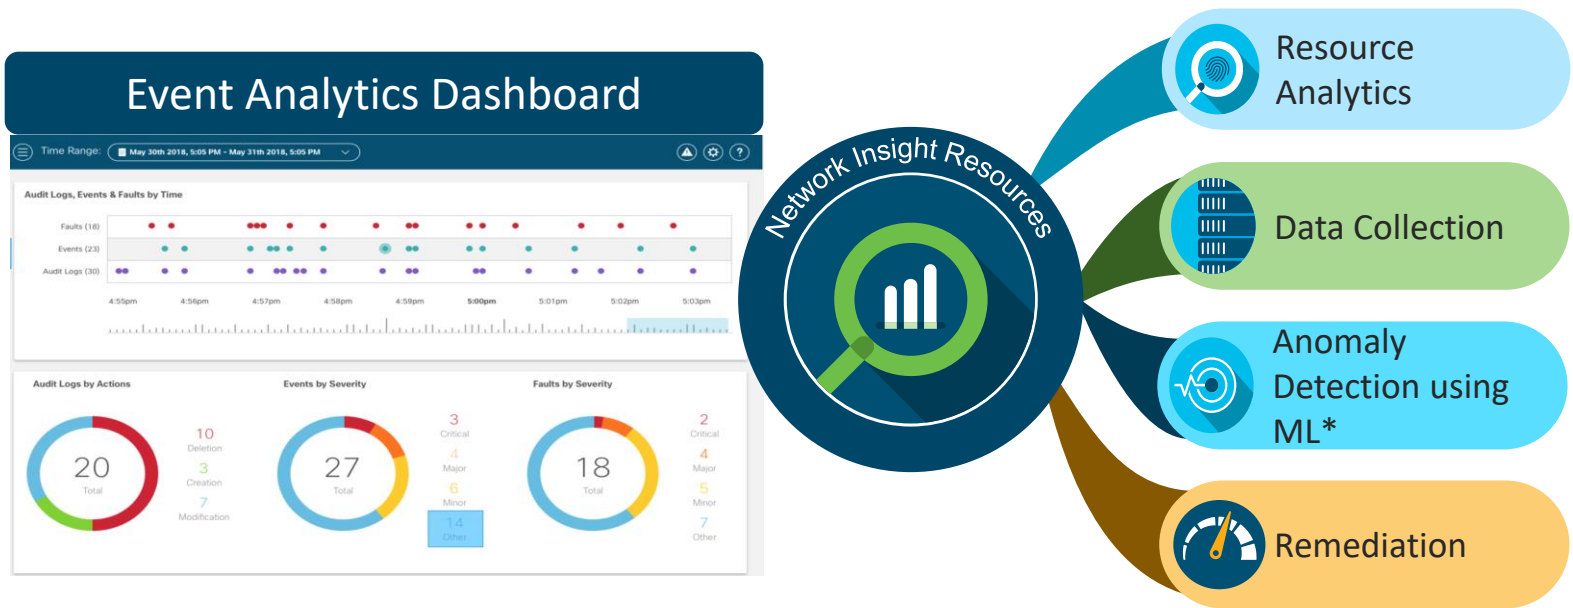 Event Analytics Dashboard
Time Range:
May 30th 2018, 5:05 PM - May 31th 2018, 5:05 PM
?
Audit Logs, Events & Faults by Time
Faults (18)
Events (23)
Audit Logs (30)
4:55pm 4:56pm 4:57pm 4:58pm 4:59pm 5:00pm 5:01pm 5:02pm 5:03pm
Audit Logs by Actions
20
Total
10
Deletion
3
Creation
7
Modification
Events by Severity
27
Total
3
Critical
4
Major
6
Minor
14
Other
Faults by Severity
18
Total
2
Critical
4
Major
5
Minor
7
Other
Network Insight Resources
Resource
Analytics
Data Collection
Anomaly
Detection using
ML*
Remediation